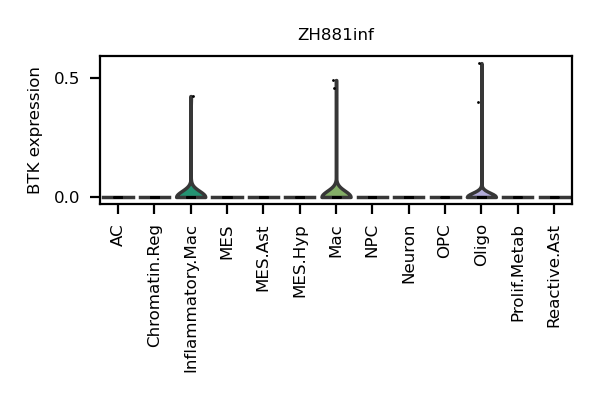 ZH881inf
BTK expression
0.5
0.0
AC
Chromatin.Reg
Inflammatory.Mac
MES
MES.Ast
MES.Hyp
Mac
NPC
Neuron
OPC
Oligo
Prolif.Metab
Reactive.Ast